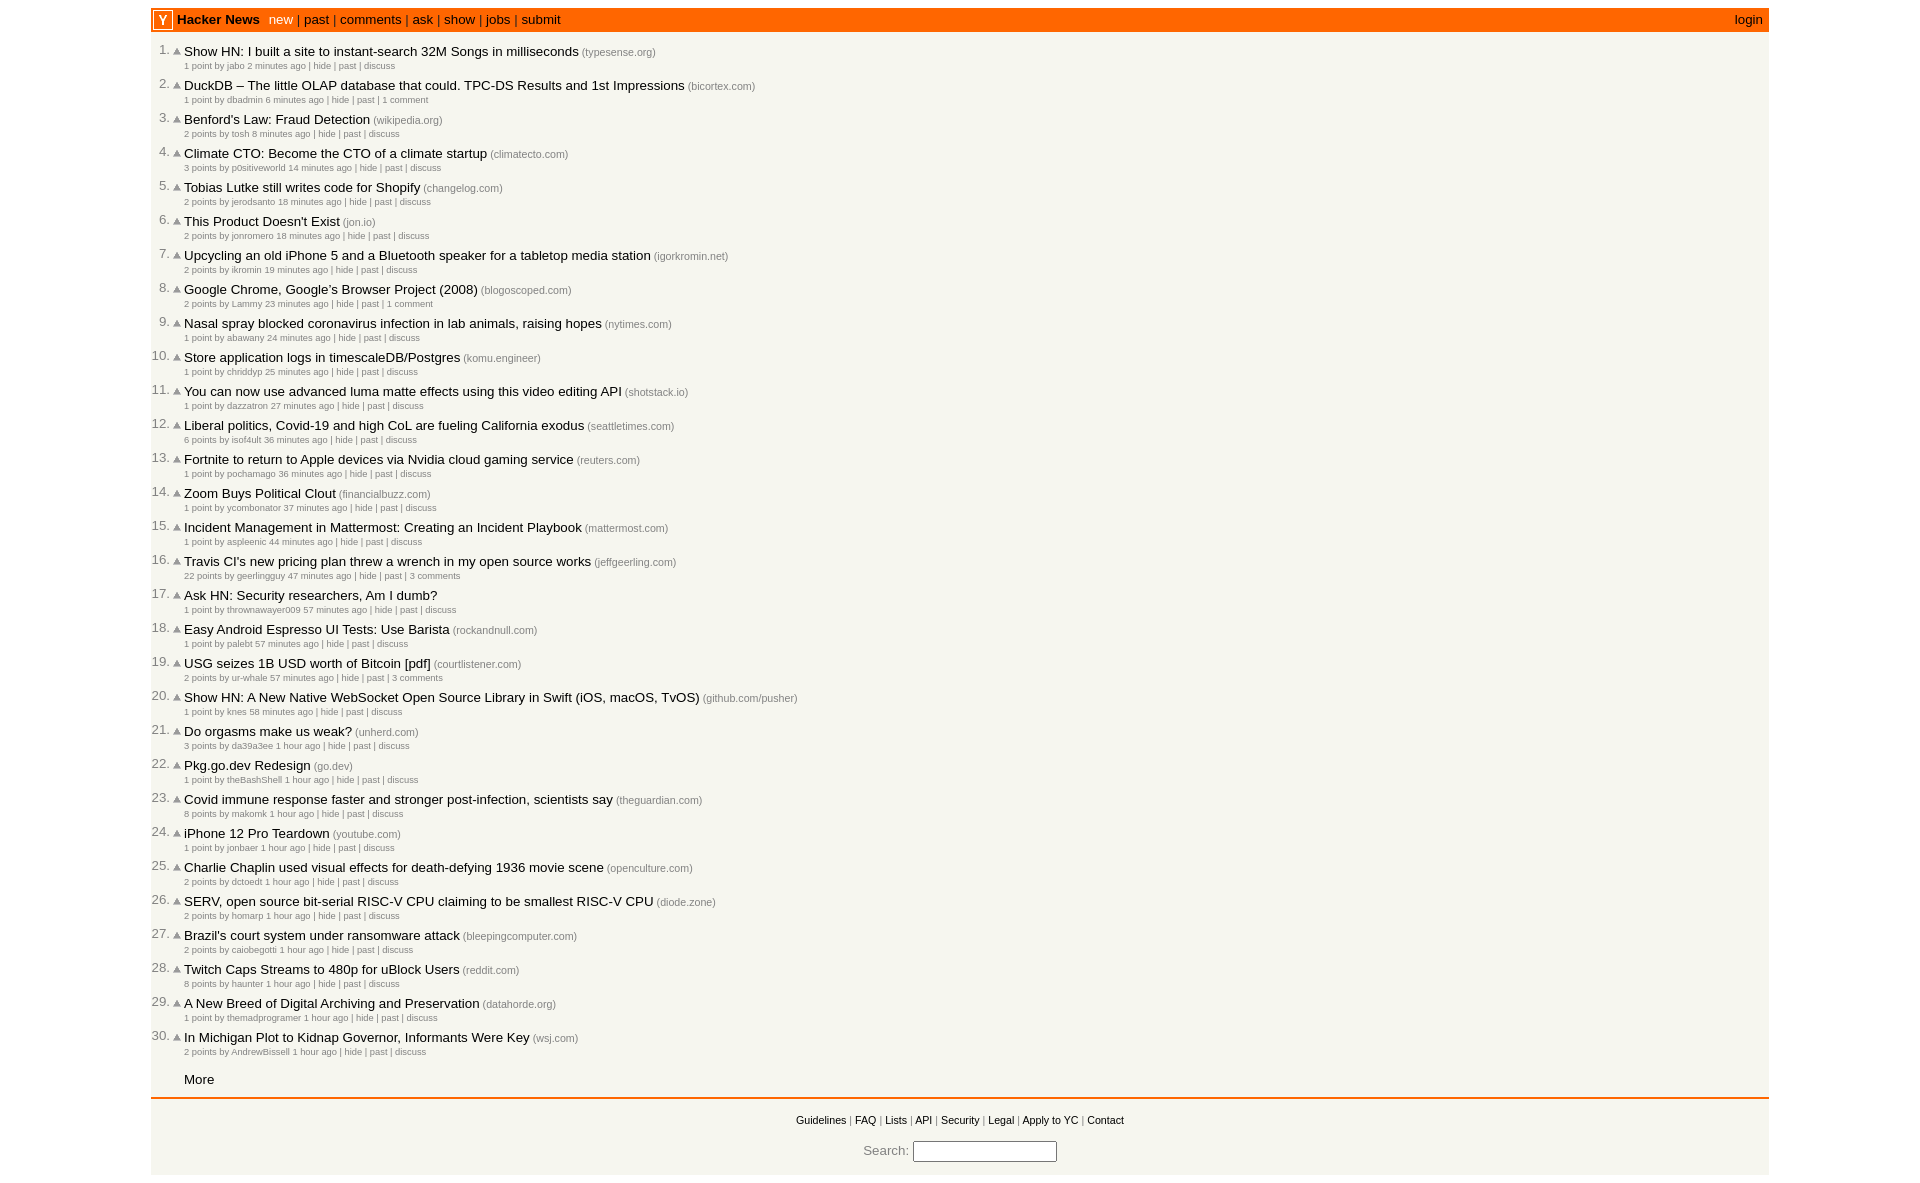 Y Hacker News new | past | comments | ask | show | jobs | submit login
1. Show HN: I built a site to instant-search 32M Songs in milliseconds (typesense.org)
1 point by jabo 2 minutes ago | hide | past | discuss
2. DuckDB – The little OLAP database that could. TPC-DS Results and 1st Impressions (bicortex.com)
1 point by dbadmin 6 minutes ago | hide | past | 1 comment
3. Benford's Law: Fraud Detection (wikipedia.org)
2 points by tosh 8 minutes ago | hide | past | discuss
4. Climate CTO: Become the CTO of a climate startup (climatecto.com)
3 points by p0sitiveworld 14 minutes ago | hide | past | discuss
5. Tobias Lutke still writes code for Shopify (changelog.com)
2 points by jerodsanto 18 minutes ago | hide | past | discuss
6. This Product Doesn't Exist (jon.io)
2 points by jonromero 18 minutes ago | hide | past | discuss
7. Upcycling an old iPhone 5 and a Bluetooth speaker for a tabletop media station (igorkromin.net)
2 points by ikromin 19 minutes ago | hide | past | discuss
8. Google Chrome, Google’s Browser Project (2008) (blogoscoped.com)
2 points by Lammy 23 minutes ago | hide | past | 1 comment
9. Nasal spray blocked coronavirus infection in lab animals, raising hopes (nytimes.com)
1 point by abawany 24 minutes ago | hide | past | discuss
10. Store application logs in timescaleDB/Postgres (komu.engineer)
1 point by chriddyp 25 minutes ago | hide | past | discuss
11. You can now use advanced luma matte effects using this video editing API (shotstack.io)
1 point by dazzatron 27 minutes ago | hide | past | discuss
12. Liberal politics, Covid-19 and high CoL are fueling California exodus (seattletimes.com)
6 points by isof4ult 36 minutes ago | hide | past | discuss
13. Fortnite to return to Apple devices via Nvidia cloud gaming service (reuters.com)
1 point by pochamago 36 minutes ago | hide | past | discuss
14. Zoom Buys Political Clout (financialbuzz.com)
1 point by ycombonator 37 minutes ago | hide | past | discuss
15. Incident Management in Mattermost: Creating an Incident Playbook (mattermost.com)
1 point by aspleenic 44 minutes ago | hide | past | discuss
16. Travis CI's new pricing plan threw a wrench in my open source works (jeffgeerling.com)
22 points by geerlingguy 47 minutes ago | hide | past | 3 comments
17. Ask HN: Security researchers, Am I dumb?
1 point by thrownawayer009 57 minutes ago | hide | past | discuss
18. Easy Android Espresso UI Tests: Use Barista (rockandnull.com)
1 point by palebt 57 minutes ago | hide | past | discuss
19. USG seizes 1B USD worth of Bitcoin [pdf] (courtlistener.com)
2 points by ur-whale 57 minutes ago | hide | past | 3 comments
20. Show HN: A New Native WebSocket Open Source Library in Swift (iOS, macOS, TvOS) (github.com/pusher)
1 point by knes 58 minutes ago | hide | past | discuss
21. Do orgasms make us weak? (unherd.com)
3 points by da39a3ee 1 hour ago | hide | past | discuss
22. Pkg.go.dev Redesign (go.dev)
1 point by theBashShell 1 hour ago | hide | past | discuss
23. Covid immune response faster and stronger post-infection, scientists say (theguardian.com)
8 points by makomk 1 hour ago | hide | past | discuss
24. iPhone 12 Pro Teardown (youtube.com)
1 point by jonbaer 1 hour ago | hide | past | discuss
25. Charlie Chaplin used visual effects for death-defying 1936 movie scene (openculture.com)
2 points by dctoedt 1 hour ago | hide | past | discuss
26. SERV, open source bit-serial RISC-V CPU claiming to be smallest RISC-V CPU (diode.zone)
2 points by homarp 1 hour ago | hide | past | discuss
27. Brazil's court system under ransomware attack (bleepingcomputer.com)
2 points by caiobegotti 1 hour ago | hide | past | discuss
28. Twitch Caps Streams to 480p for uBlock Users (reddit.com)
8 points by haunter 1 hour ago | hide | past | discuss
29. A New Breed of Digital Archiving and Preservation (datahorde.org)
1 point by themadprogramer 1 hour ago | hide | past | discuss
30. In Michigan Plot to Kidnap Governor, Informants Were Key (wsj.com)
2 points by AndrewBissell 1 hour ago | hide | past | discuss
More
Guidelines | FAQ | Lists | API | Security | Legal | Apply to YC | Contact
Search: